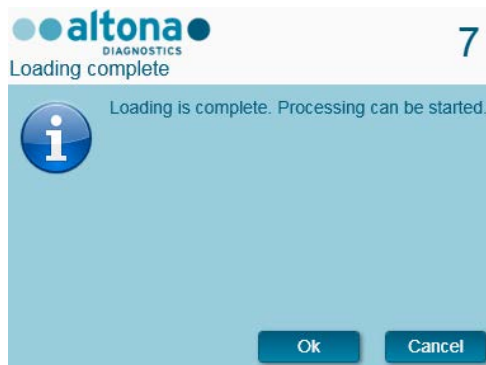 altona
DIAGNOSTICS
7
Loading complete
Loading is complete. Processing can be started.
Ok
Cancel